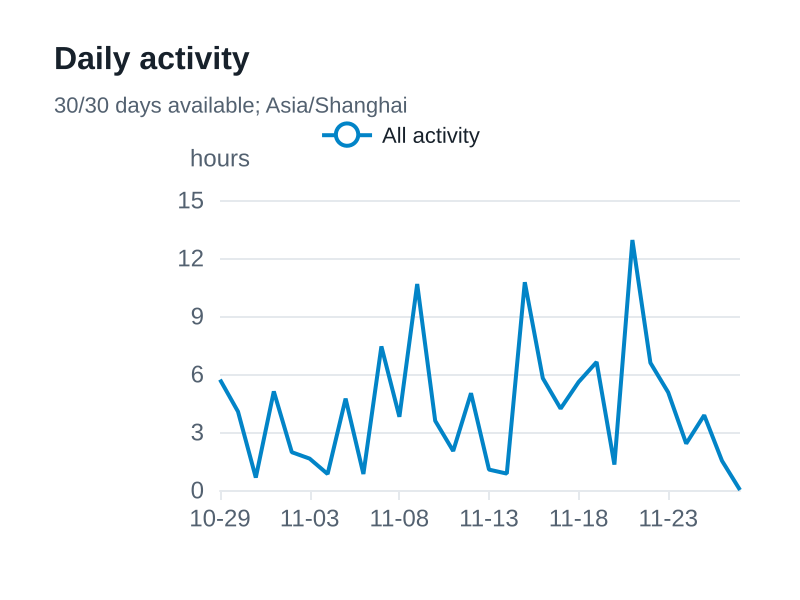 Daily activity
30/30 days available; Asia/Shanghai
All activity
hours
15
12
9
6
3
0
10-29 11-03 11-08 11-13 11-18 11-23